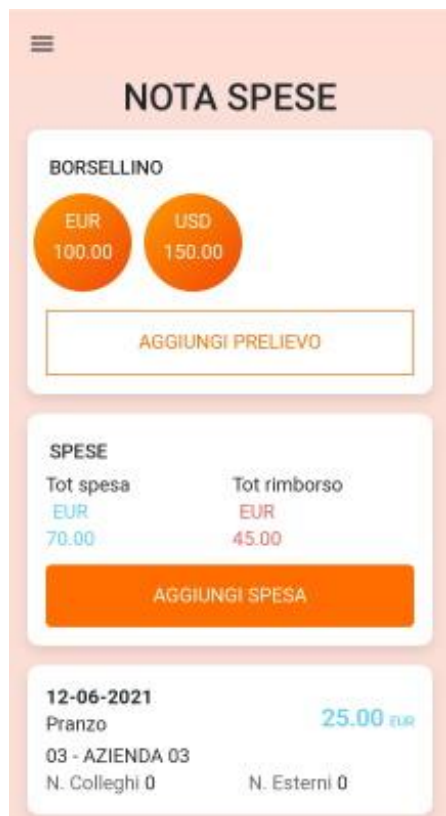 NOTA SPESE
BORSELLINO
EUR USD
100.00 150.00
AGGIUNGI PRELIEVO
SPESE
Tot spesa Tot rimborso
EUR EUR
70.00 45.00
AGGIUNGI SPESA
12-06-2021
Pranzo 25.00 EUR
03 - AZIENDA 03
N. Colleghi 0 N. Esterni 0